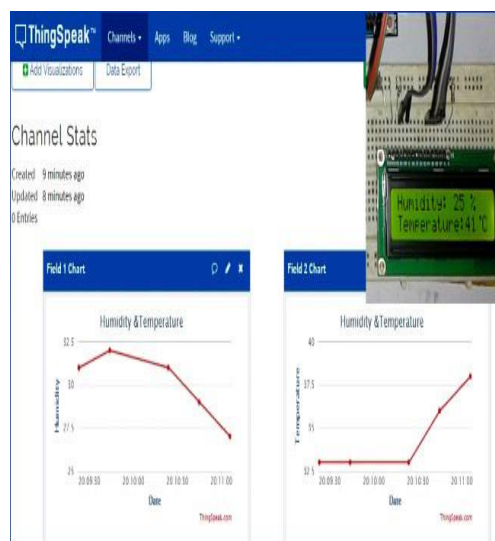 ThingSpeak™ Channels Apps Blog Support
Add Visualizations Data Export
Channel Stats
Created 9 minutes ago
Updated 8 minutes ago
0 Entries
Humidity: 25 %
Temperature:41°C
Field 1 Chart
Humidity &Temperature
32.5
30
27.5
25
Humidity
20:09:30 20:10:00 20:10:30 20:11:00
Date
ThingSpeak.com
Field 2 Chart
Humidity &Temperature
40
37.5
35
32.5
Temperature
20:09:30 20:10:00 20:10:30 20:11:00
Date
ThingSpeak.com